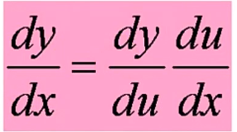 dy/dx = dy/du du/dx